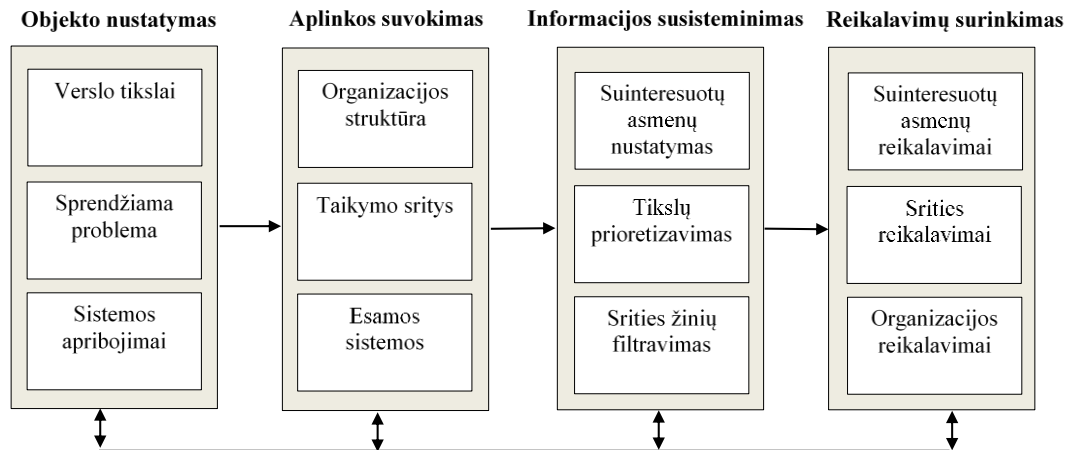 Objekto nustatymas
Aplinkos suvokimas
Informacijos susisteminimas
Reikalavimų surinkimas
Verslo tikslai
Sprendžiama
problema
Sistemos
apribojimai
Organizacijos
struktūra
Taikymo sritys
Esamos
sistemos
Suinteresuotų
asmenų
nustatymas
Tikslų
prioretizavimas
Srities žinių
filtravimas
Suinteresuotų
asmenų
reikalavimai
Srities
reikalavimai
Organizacijos
reikalavimai